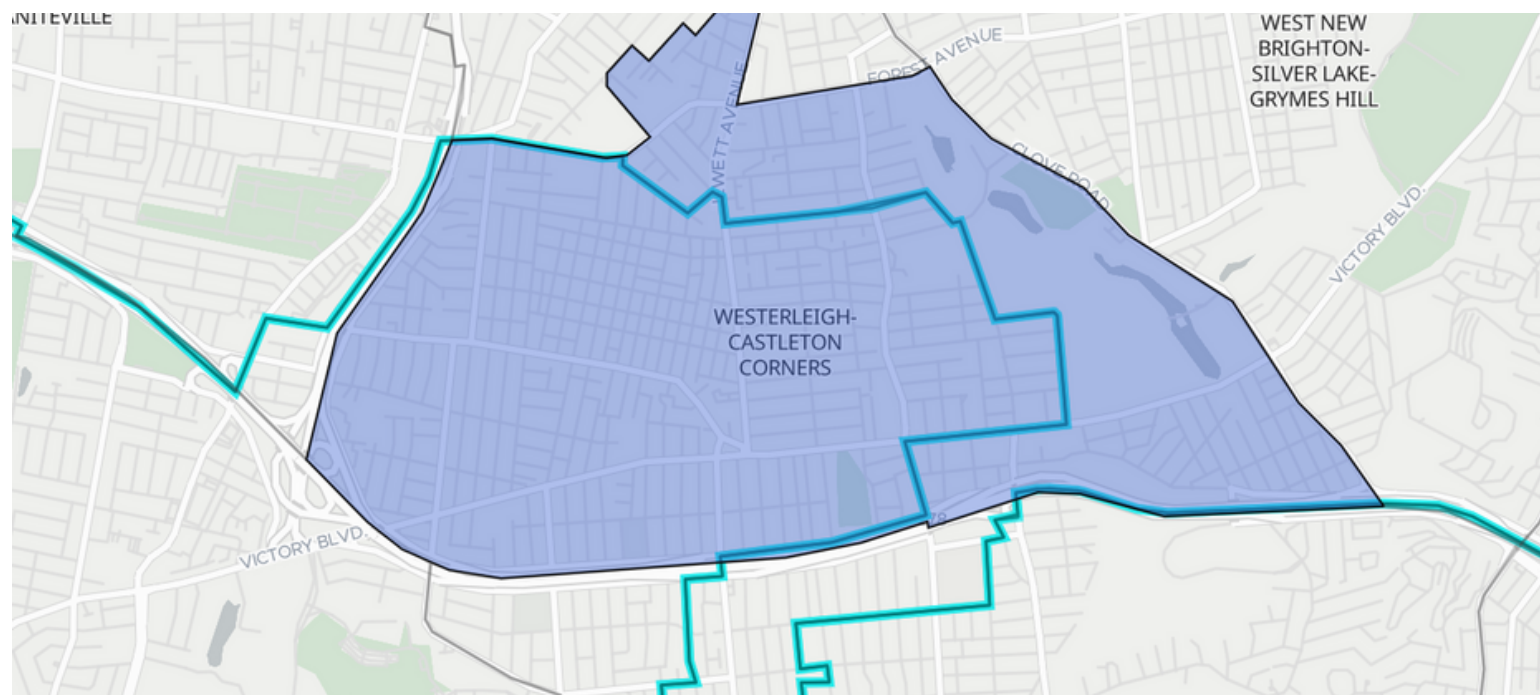 ANITEVILLE
WEST NEW
BRIGHTON-
SILVER LAKE-
GRYMES HILL
FOREST AVENUE
WETT AVENUE
CLOVE ROAD
VICTORY BLVD.
WESTERLEIGH-
CASTLETON
CORNERS
VICTORY BLVD.